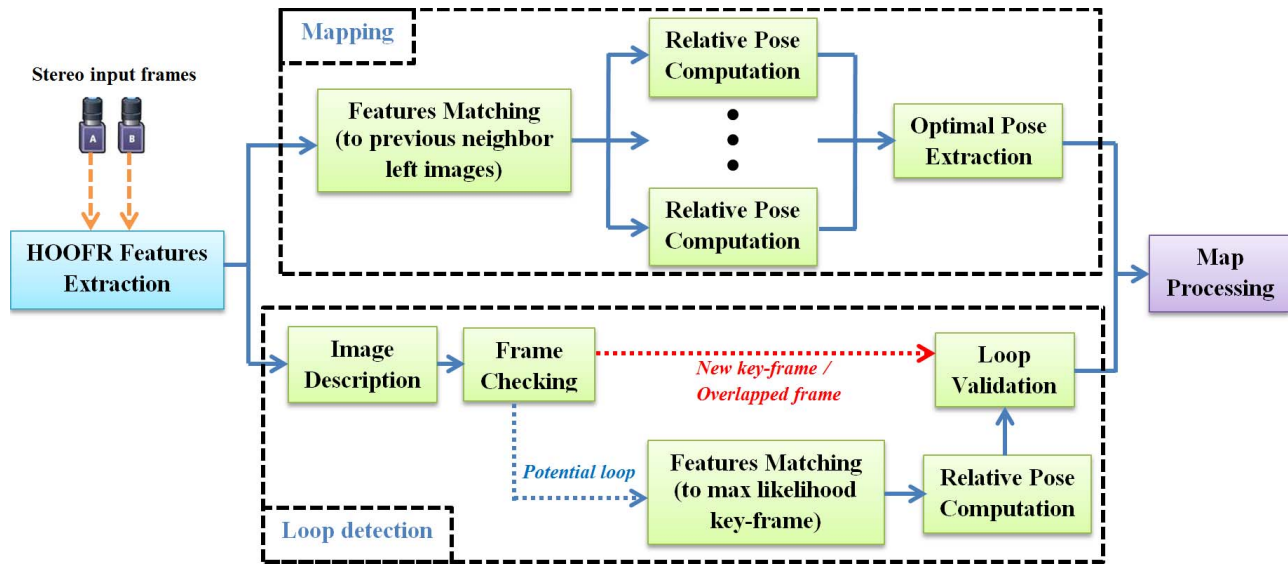 Stereo input frames
A
B
HOOFR Features
Extraction
Mapping
Features Matching
(to previous neighbor
left images)
Relative Pose
Computation
Relative Pose
Computation
Optimal Pose
Extraction
Image
Description
Frame
Checking
New key-frame /
Overlapped frame
Loop
Validation
Potential loop
Features Matching
(to max likelihood
key-frame)
Relative Pose
Computation
Loop detection
Map
Processing